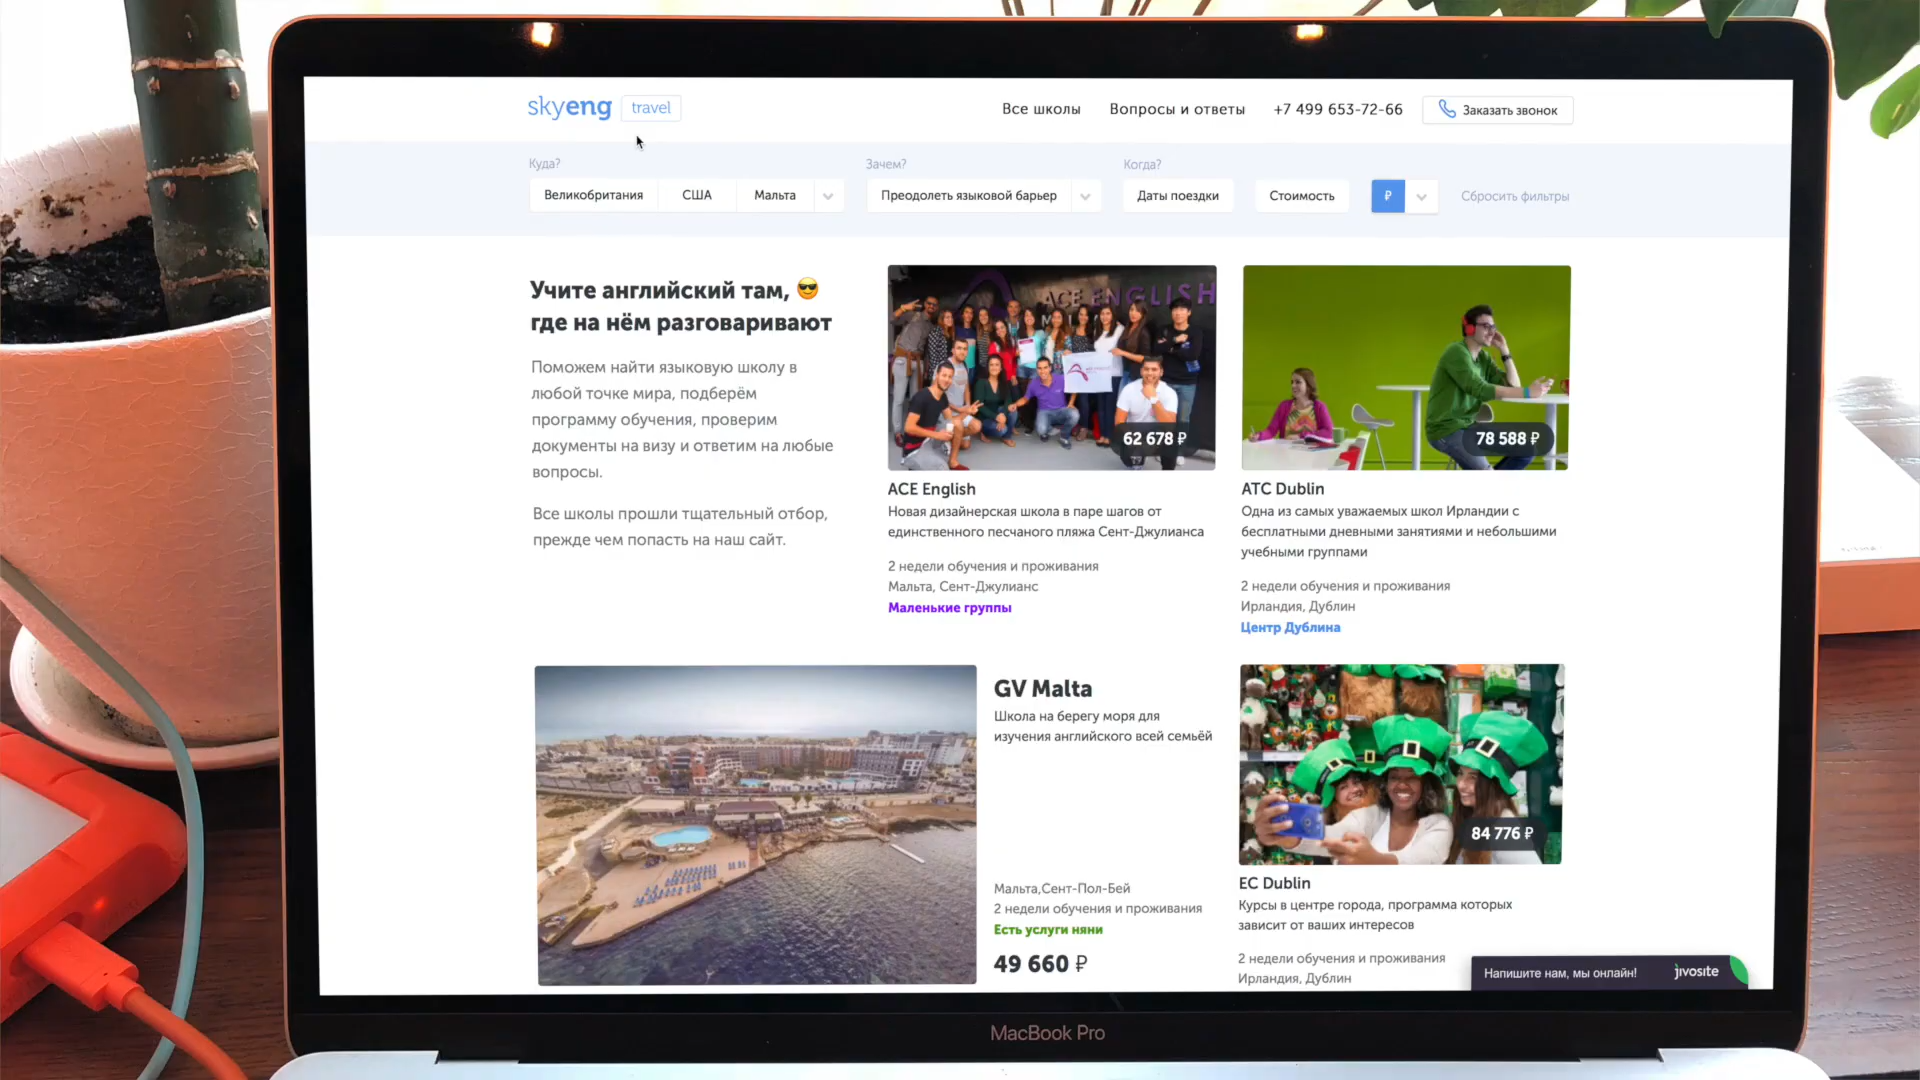 skyeng travel
Все школы
Вопросы и ответы
+7 499 653-72-66
Заказать звонок
Куда?
Зачем?
Когда?
Великобритания
США
Мальта
Преодолеть языковой барьер
Даты поездки
Стоимость
₽
Сбросить фильтры
Учите английский там,
где на нём разговаривают
Поможем найти языковую школу в
любой точке мира, подберём
программу обучения, проверим
документы на визу и ответим на любые
вопросы.
Все школы прошли тщательный отбор,
прежде чем попасть на наш сайт.
ACE ENGLISH
62 678 ₽
ACE English
Новая дизайнерская школа в паре шагов от
единственного песчаного пляжа Сент-Джулианса
2 недели обучения и проживания
Мальта, Сент-Джулианс
Маленькие группы
78 588 ₽
ATC Dublin
Одна из самых уважаемых школ Ирландии с
бесплатными дневными занятиями и небольшими
учебными группами
2 недели обучения и проживания
Ирландия, Дублин
Центр Дублина
GV Malta
Школа на берегу моря для
изучения английского всей семьёй
Мальта,Сент-Пол-Бей
2 недели обучения и проживания
Есть услуги няни
49 660 ₽
84 776 ₽
EC Dublin
Курсы в центре города, программа которых
зависит от ваших интересов
2 недели обучения и проживания
Ирландия, Дублин
Напишите нам, мы онлайн!
jivosite
MacBook Pro